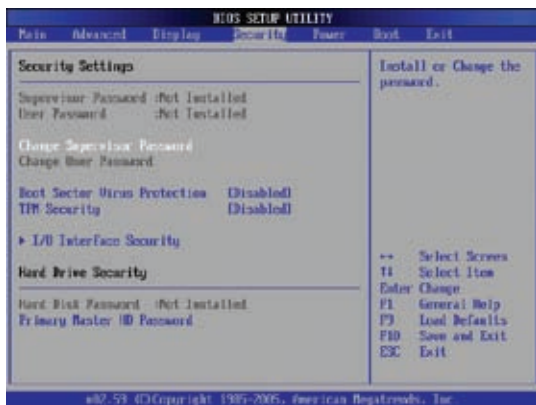 BIOS SETUP UTILITY
Main Advanced Display Security Power Boot Exit
Security Settings
Supervisor Password :Not Installed
User Password :Not Installed
Change Supervisor Password
Change User Password
Boot Sector Virus Protection [Disabled]
TPM Security [Disabled]
▸ I/O Interface Security
Hard Drive Security
Hard Disk Password :Not Installed
Primary Master HD Password
Install or Change the
password.
↔ Select Screen
↑↓ Select Item
Enter Change
F1 General Help
F9 Load Defaults
F10 Save and Exit
ESC Exit
v02.59 (C)Copyright 1985-2005, American Megatrends, Inc.